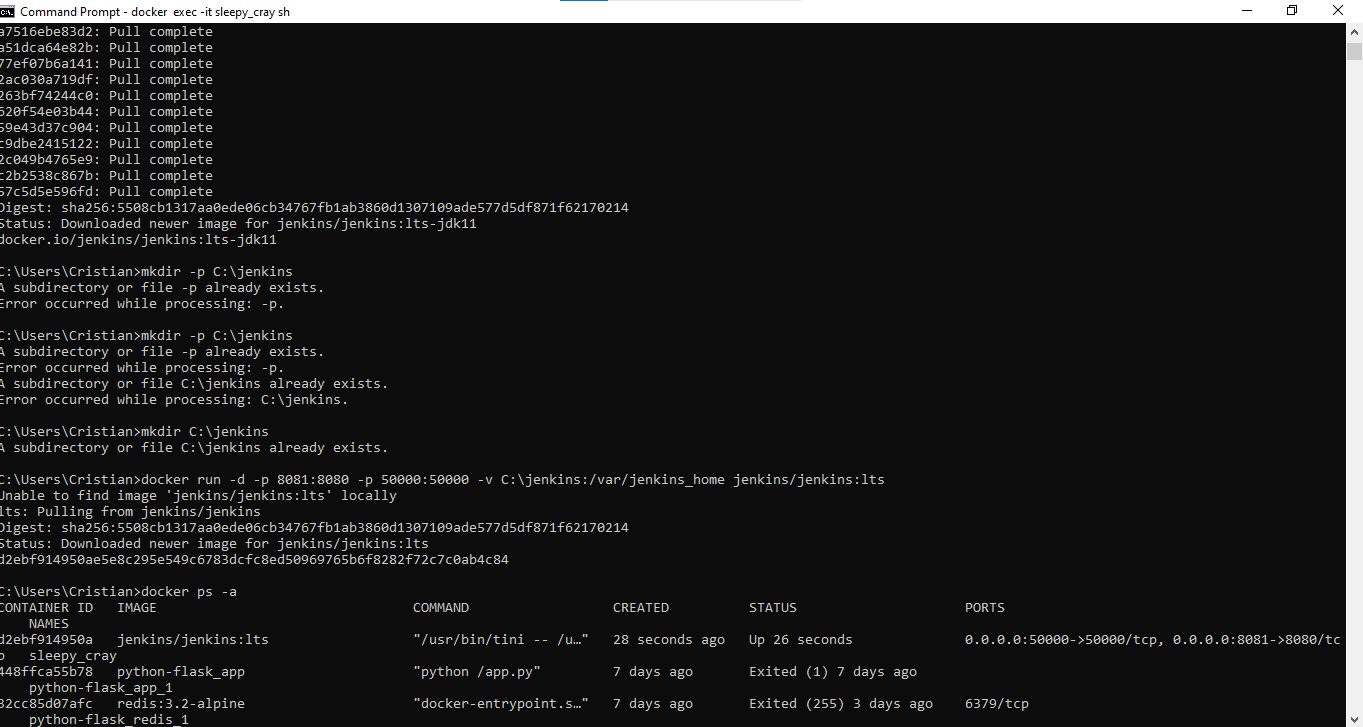 Command Prompt - docker  exec -it sleepy_cray sh
a7516ebe83d2: Pull complete
a51dca64e82b: Pull complete
77ef07b6a141: Pull complete
2ac030a719df: Pull complete
263bf74244c0: Pull complete
620f54e03b44: Pull complete
59e43d37c904: Pull complete
c9dbe2415122: Pull complete
2c049b4765e9: Pull complete
c2b2538c867b: Pull complete
57c5d5e596fd: Pull complete
Digest: sha256:5508cb1317aa0ede06cb34767fb1ab3860d1307109ade577d5df871f62170214
Status: Downloaded newer image for jenkins/jenkins:lts-jdk11
docker.io/jenkins/jenkins:lts-jdk11
C:\Users\Cristian>mkdir -p C:\jenkins
A subdirectory or file -p already exists.
Error occurred while processing: -p.
C:\Users\Cristian>mkdir -p C:\jenkins
A subdirectory or file -p already exists.
Error occurred while processing: -p.
A subdirectory or file C:\jenkins already exists.
Error occurred while processing: C:\jenkins.
C:\Users\Cristian>mkdir C:\jenkins
A subdirectory or file C:\jenkins already exists.
C:\Users\Cristian>docker run -d -p 8081:8080 -p 50000:50000 -v C:\jenkins:/var/jenkins_home jenkins/jenkins:lts
Unable to find image 'jenkins/jenkins:lts' locally
lts: Pulling from jenkins/jenkins
Digest: sha256:5508cb1317aa0ede06cb34767fb1ab3860d1307109ade577d5df871f62170214
Status: Downloaded newer image for jenkins/jenkins:lts
d2ebf914950ae5e8c295e549c6783dcfc8ed50969765b6f8282f72c7c0ab4c84
C:\Users\Cristian>docker ps -a
CONTAINER ID   IMAGE                  COMMAND                  CREATED          STATUS                     PORTS
NAMES
d2ebf914950a   jenkins/jenkins:lts    "/usr/bin/tini -- /u…"   28 seconds ago   Up 26 seconds              0.0.0.0:50000->50000/tcp, 0.0.0.0:8081->8080/tc
p   sleepy_cray
448ffca55b78   python-flask_app       "python /app.py"         7 days ago       Exited (1) 7 days ago
python-flask_app_1
32cc85d07afc   redis:3.2-alpine       "docker-entrypoint.s…"   7 days ago       Exited (255) 3 days ago    6379/tcp
python-flask_redis_1